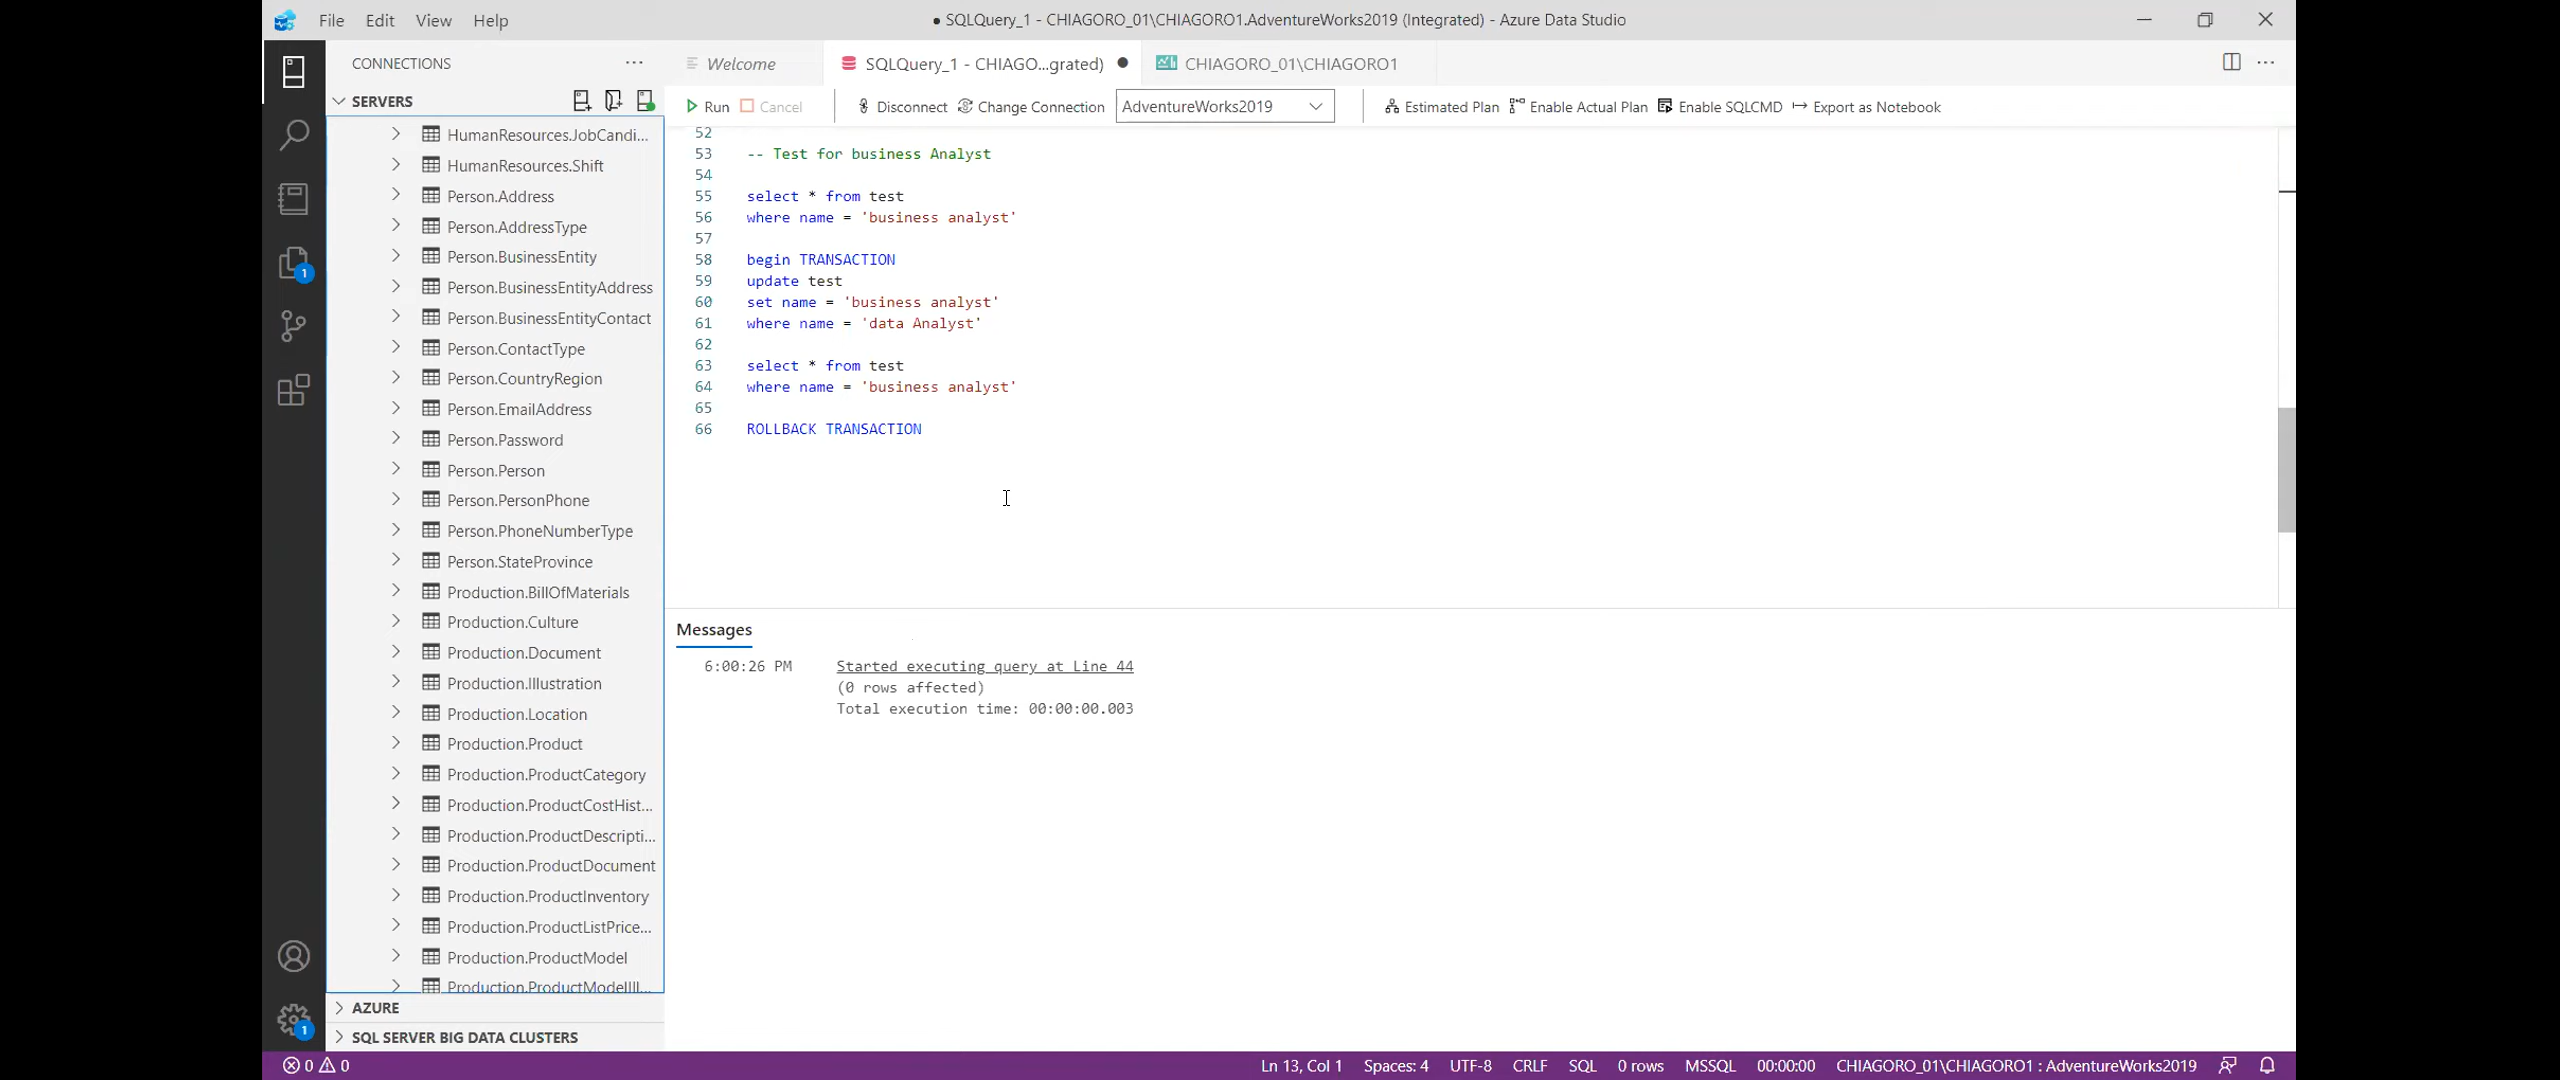 File Edit View Help
● SQLQuery_1 - CHIAGORO_01\CHIAGORO1.AdventureWorks2019 (Integrated) - Azure Data Studio
CONNECTIONS
Welcome
SQLQuery_1 - CHIAGO...grated)
CHIAGORO_01\CHIAGORO1
SERVERS
Run Cancel Disconnect Change Connection AdventureWorks2019 Estimated Plan Enable Actual Plan Enable SQLCMD Export as Notebook
HumanResources.JobCandi...
HumanResources.Shift
Person.Address
Person.AddressType
Person.BusinessEntity
Person.BusinessEntityAddress
Person.BusinessEntityContact
Person.ContactType
Person.CountryRegion
Person.EmailAddress
Person.Password
Person.Person
Person.PersonPhone
Person.PhoneNumberType
Person.StateProvince
Production.BillOfMaterials
Production.Culture
Production.Document
Production.Illustration
Production.Location
Production.Product
Production.ProductCategory
Production.ProductCostHist...
Production.ProductDescripti...
Production.ProductDocument
Production.ProductInventory
Production.ProductListPrice...
Production.ProductModel
Production.ProductModelIll...
AZURE
SQL SERVER BIG DATA CLUSTERS
52
53 -- Test for business Analyst
54
55 select * from test
56 where name = 'business analyst'
57
58 begin TRANSACTION
59 update test
60 set name = 'business analyst'
61 where name = 'data Analyst'
62
63 select * from test
64 where name = 'business analyst'
65
66 ROLLBACK TRANSACTION
Messages
6:00:26 PM Started executing query at Line 44
(0 rows affected)
Total execution time: 00:00:00.003
1
1
0 0
Ln 13, Col 1 Spaces: 4 UTF-8 CRLF SQL 0 rows MSSQL 00:00:00 CHIAGORO_01\CHIAGORO1 : AdventureWorks2019